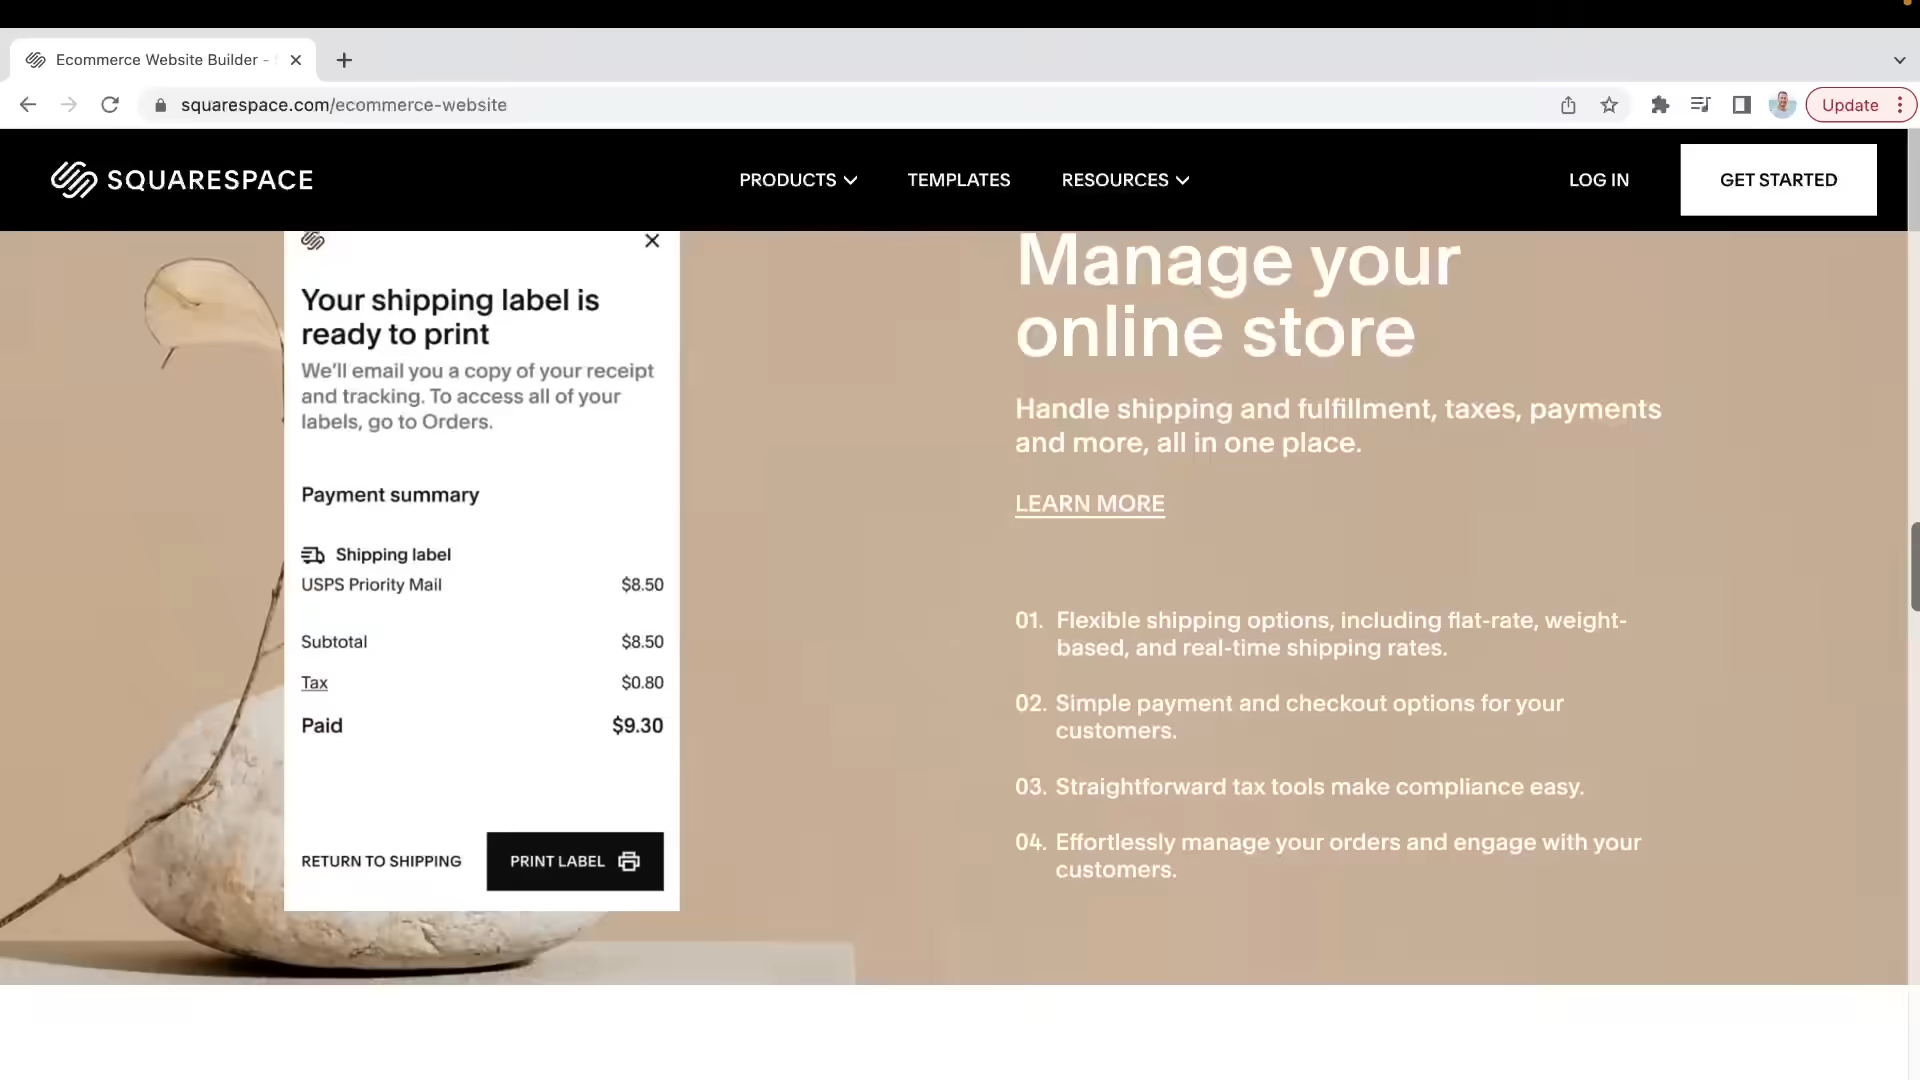 Ecommerce Website Builder -
squarespace.com/ecommerce-website
Update
SQUARESPACE
PRODUCTS
TEMPLATES
RESOURCES
LOG IN
GET STARTED
Your shipping label is
ready to print
We'll email you a copy of your receipt
and tracking. To access all of your
labels, go to Orders.
Payment summary
Shipping label
USPS Priority Mail $8.50
Subtotal $8.50
Tax $0.80
Paid $9.30
RETURN TO SHIPPING
PRINT LABEL
Manage your
online store
Handle shipping and fulfillment, taxes, payments
and more, all in one place.
LEARN MORE
01. Flexible shipping options, including flat-rate, weight-
based, and real-time shipping rates.
02. Simple payment and checkout options for your
customers.
03. Straightforward tax tools make compliance easy.
04. Effortlessly manage your orders and engage with your
customers.